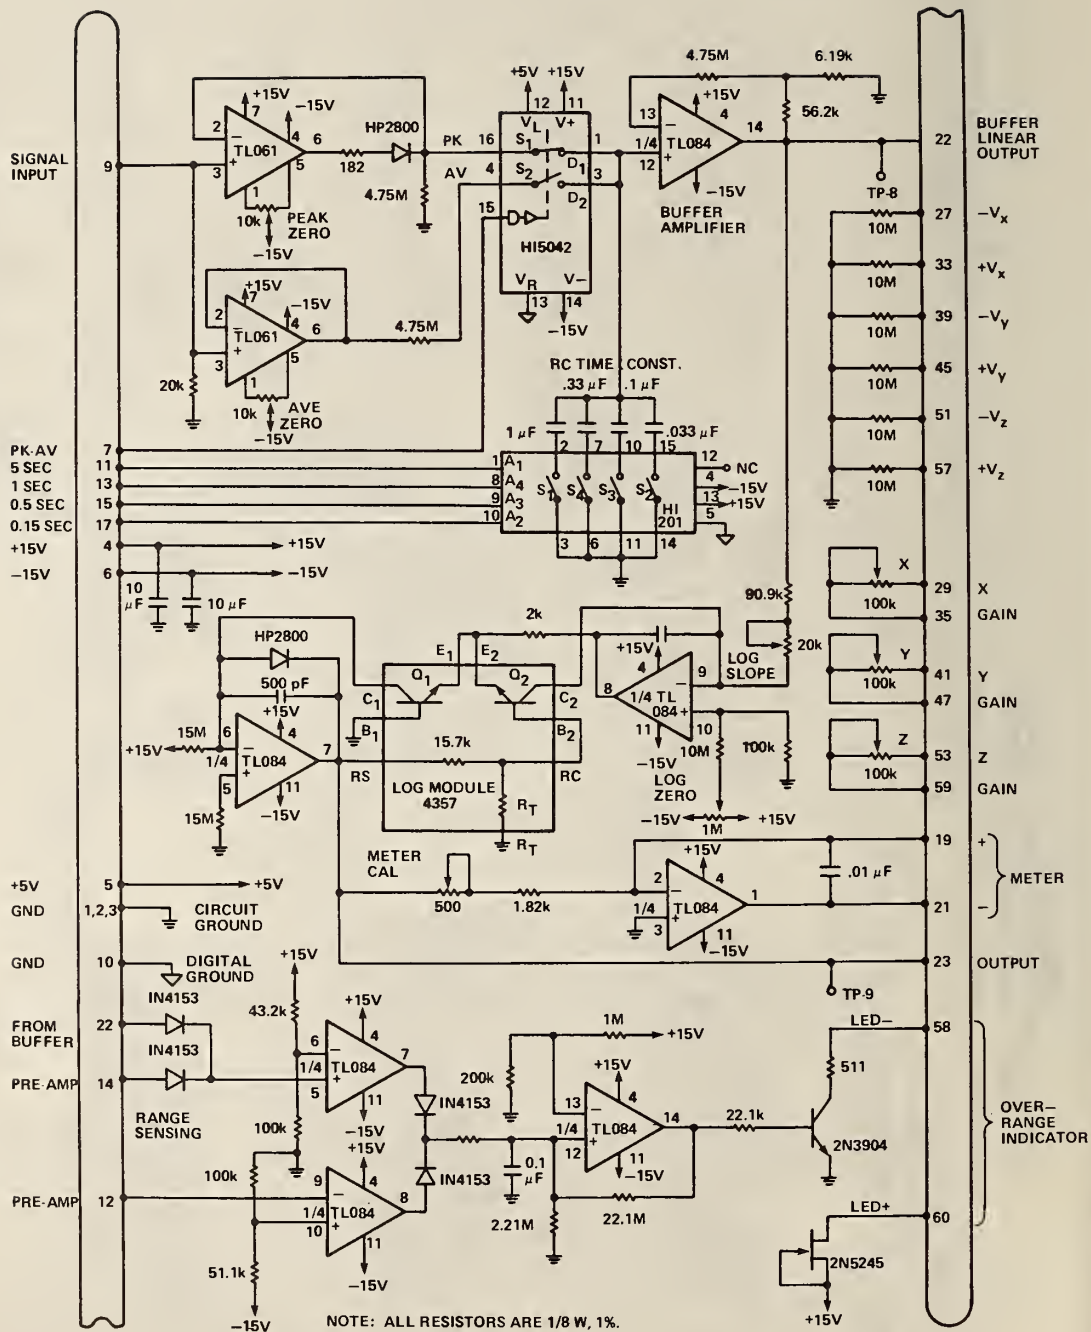 4.75M
6.19k
+5V +15V
+15V
-15V
12 11
V_L V+
HP2800
PK
16
S1
D1
1
56.2k
+15V
4
13
-
1/4 TL084
+
12
14
22
BUFFER
LINEAR
OUTPUT
7
2
-
4
6
TL061
5
3
+
1
182
4.75M
SIGNAL
INPUT
9
AV
4
S2
D2
3
15
HI5042
-15V
BUFFER
AMPLIFIER
TP-8
10k
PEAK
ZERO
-15V
V_R V-
13 14
-15V
27 -V_x
10M
33 +V_x
10M
39 -V_y
10M
45 +V_y
10M
51 -V_z
10M
57 +V_z
10M
+15V
7
-15V
2
-
4
6
TL061
5
+
3
1
4.75M
20k
10k
AVE
ZERO
-15V
RC TIME CONST.
.33 µF .1 µF
1 µF
.033 µF
2 7 10 15
PK-AV 7
5 SEC 11
1 SEC 13
0.5 SEC 15
0.15 SEC 17
+15V 4
-15V 6
1 A1
8 A4
9 A3
10 A2
S1 S4 S3 S2
HI
201
12 NC
4 -15V
13 +15V
5
3 6 11 14
+15V
-15V
10
µF
10 µF
90.9k
X
29 X
100k
35 GAIN
Y
41 Y
100k
47 GAIN
Z
53 Z
100k
59 GAIN
HP2800
500 pF
+15V
15M
+15V
6
-
4
1/4
TL084
7
5
+
11
-15V
15M
E1 E2
Q1 Q2
C1
B1
C2
B2
15.7k
RS
RC
LOG MODULE
4357
R_T
R_T
2k
+15V
4
9
-
8
1/4 TL
084
+
10
11
-15V
LOG
SLOPE
20k
10M
100k
LOG
ZERO
-15V +15V
1M
METER
CAL
500
1.82k
+15V
2
-
4
1/4
TL084
1
+
3
11
-15V
.01 µF
19 +
METER
21 -
+5V 5 +5V
GND 1,2,3
CIRCUIT
GROUND
GND 10
DIGITAL
GROUND
23 OUTPUT
TP-9
IN4153
FROM
BUFFER
22
IN4153
PRE-AMP 14
RANGE
SENSING
+15V
43.2k
+15V
6
-
4
7
1/4 TL084
+
5
11
-15V
100k
+15V
100k
PRE-AMP 12
9
-
4
8
1/4 TL084
10
+
11
-15V
51.1k
-15V
IN4153
IN4153
200k
1M
+15V
+15V
13
-
4
14
1/4
TL084
12
+
11
-15V
0.1
µF
2.21M
22.1M
22.1k
LED- 58
511
2N3904
OVER-
RANGE
INDICATOR
LED+ 60
2N5245
+15V
NOTE: ALL RESISTORS ARE 1/8 W, 1%.